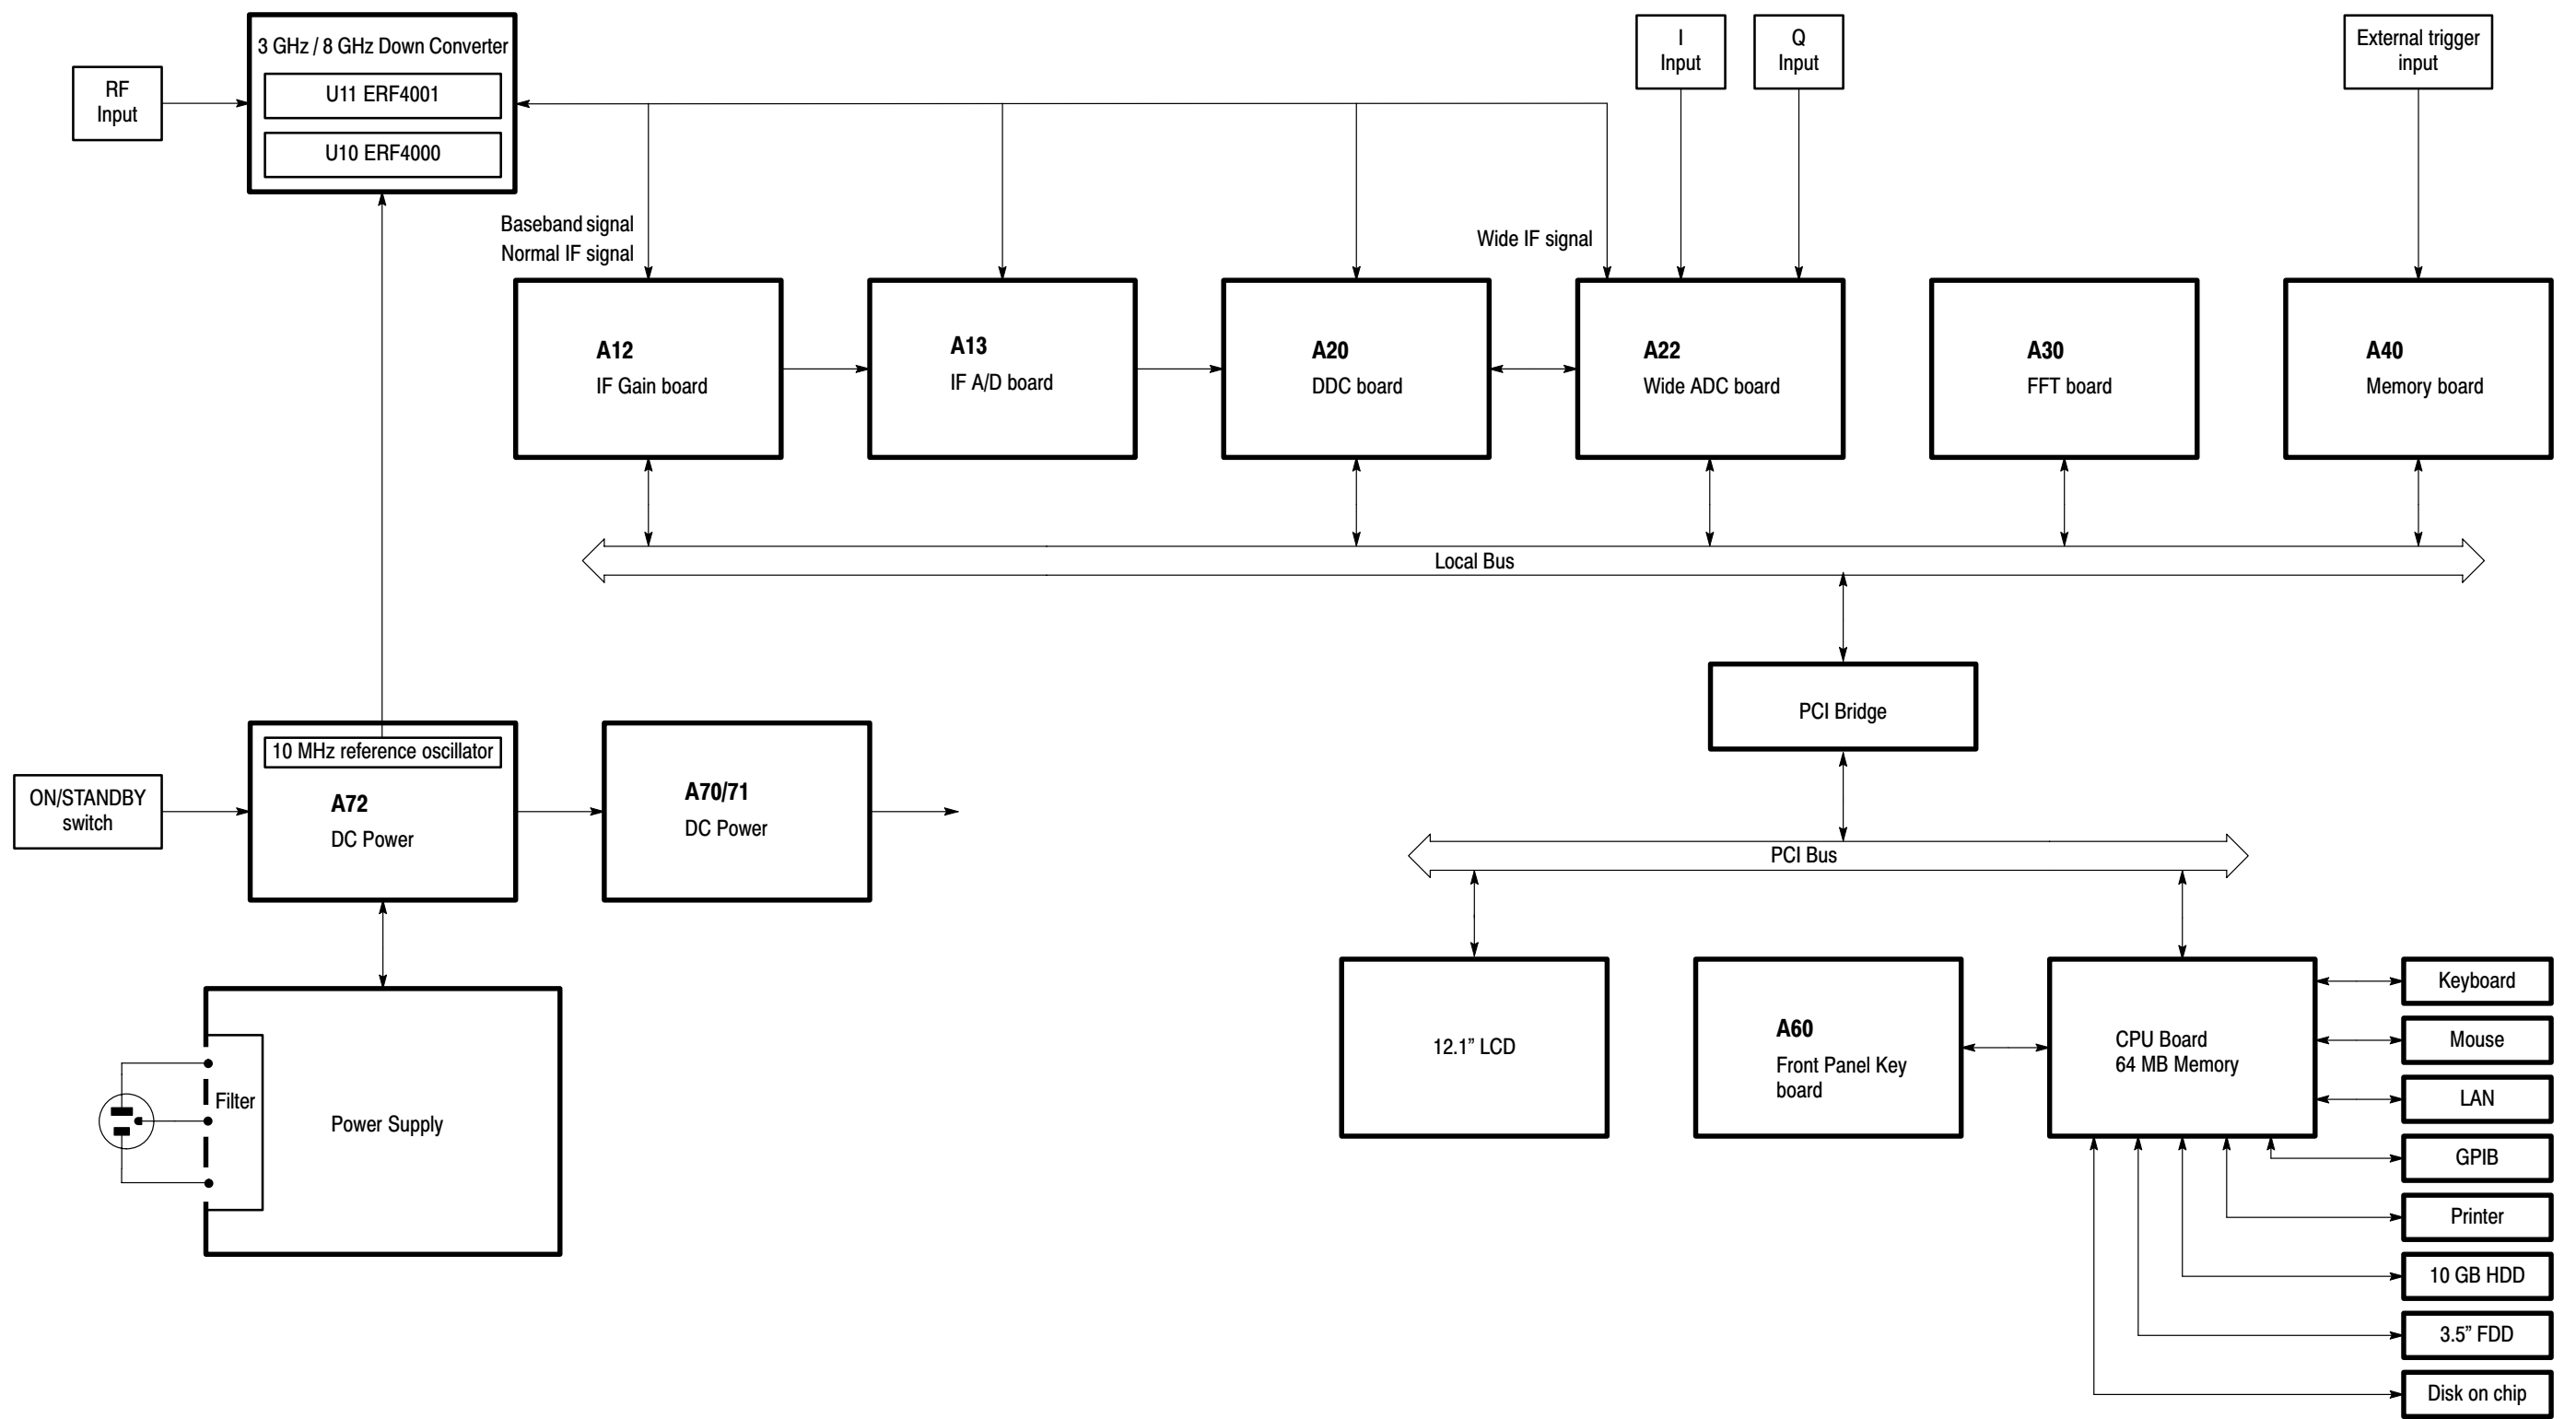 3 GHz / 8 GHz Down Converter
U11 ERF4001
U10 ERF4000
RF
Input
I
Input
Q
Input
External trigger
input
Baseband signal
Normal IF signal
Wide IF signal
A12
IF Gain board
A13
IF A/D board
A20
DDC board
A22
Wide ADC board
A30
FFT board
A40
Memory board
Local Bus
PCI Bridge
10 MHz reference oscillator
A72
DC Power
ON/STANDBY
switch
A70/71
DC Power
PCI Bus
Filter
Power Supply
12.1” LCD
A60
Front Panel Key
board
CPU Board
64 MB Memory
Keyboard
Mouse
LAN
GPIB
Printer
10 GB HDD
3.5” FDD
Disk on chip